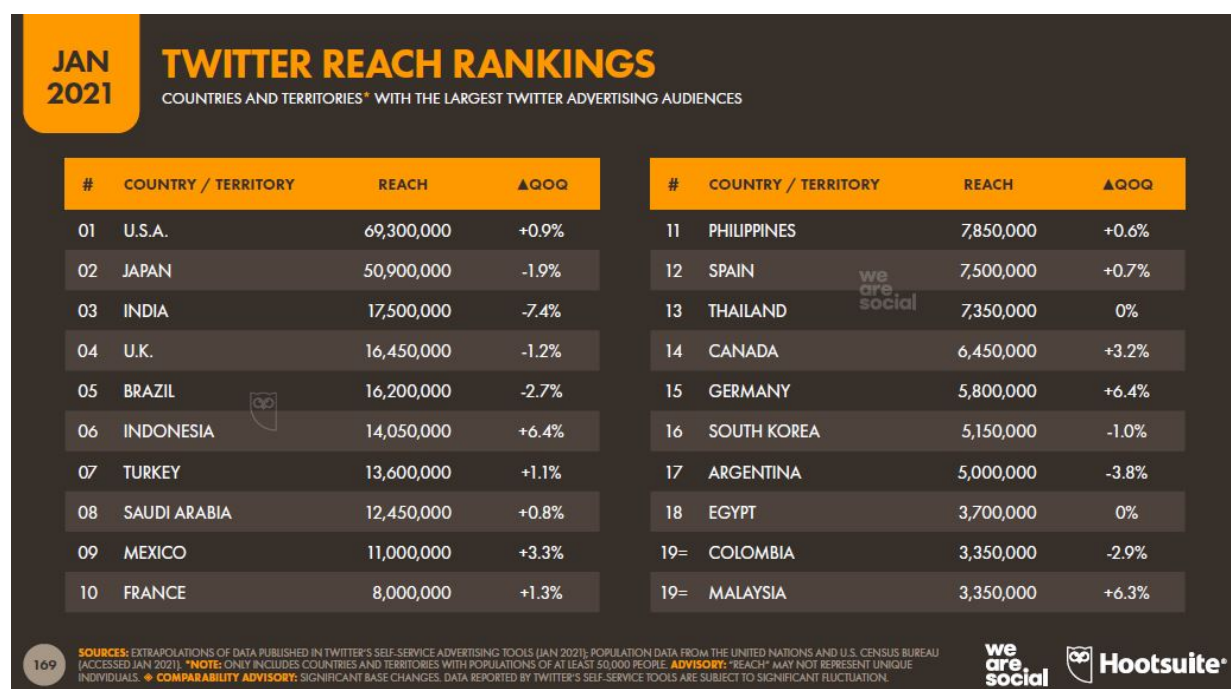 JAN
2021
TWITTER REACH RANKINGS
COUNTRIES AND TERRITORIES* WITH THE LARGEST TWITTER ADVERTISING AUDIENCES
# COUNTRY / TERRITORY REACH ▲QOQ
01 U.S.A. 69,300,000 +0.9%
02 JAPAN 50,900,000 -1.9%
03 INDIA 17,500,000 -7.4%
04 U.K. 16,450,000 -1.2%
05 BRAZIL 16,200,000 -2.7%
06 INDONESIA 14,050,000 +6.4%
07 TURKEY 13,600,000 +1.1%
08 SAUDI ARABIA 12,450,000 +0.8%
09 MEXICO 11,000,000 +3.3%
10 FRANCE 8,000,000 +1.3%
# COUNTRY / TERRITORY REACH ▲QOQ
11 PHILIPPINES 7,850,000 +0.6%
12 SPAIN 7,500,000 +0.7%
13 THAILAND 7,350,000 0%
14 CANADA 6,450,000 +3.2%
15 GERMANY 5,800,000 +6.4%
16 SOUTH KOREA 5,150,000 -1.0%
17 ARGENTINA 5,000,000 -3.8%
18 EGYPT 3,700,000 0%
19= COLOMBIA 3,350,000 -2.9%
19= MALAYSIA 3,350,000 +6.3%
we
are.
social
169
SOURCES: EXTRAPOLATIONS OF DATA PUBLISHED IN TWITTER'S SELF-SERVICE ADVERTISING TOOLS (JAN 2021); POPULATION DATA FROM THE UNITED NATIONS AND U.S. CENSUS BUREAU
(ACCESSED JAN 2021). *NOTE: ONLY INCLUDES COUNTRIES AND TERRITORIES WITH POPULATIONS OF AT LEAST 50,000 PEOPLE. ADVISORY: "REACH" MAY NOT REPRESENT UNIQUE
INDIVIDUALS. ◆ COMPARABILITY ADVISORY: SIGNIFICANT BASE CHANGES. DATA REPORTED BY TWITTER'S SELF-SERVICE TOOLS ARE SUBJECT TO SIGNIFICANT FLUCTUATION.
we
are.
social
Hootsuite®